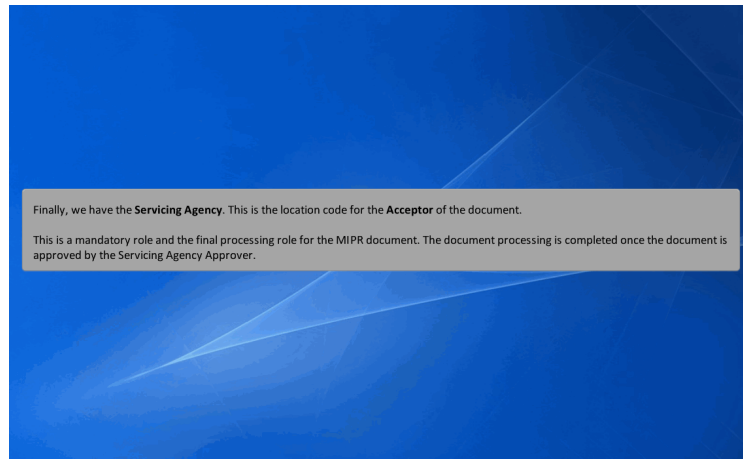 Finally, we have the Servicing Agency. This is the location code for the Acceptor of the document.
This is a mandatory role and the final processing role for the MIPR document. The document processing is completed once the document is
approved by the Servicing Agency Approver.